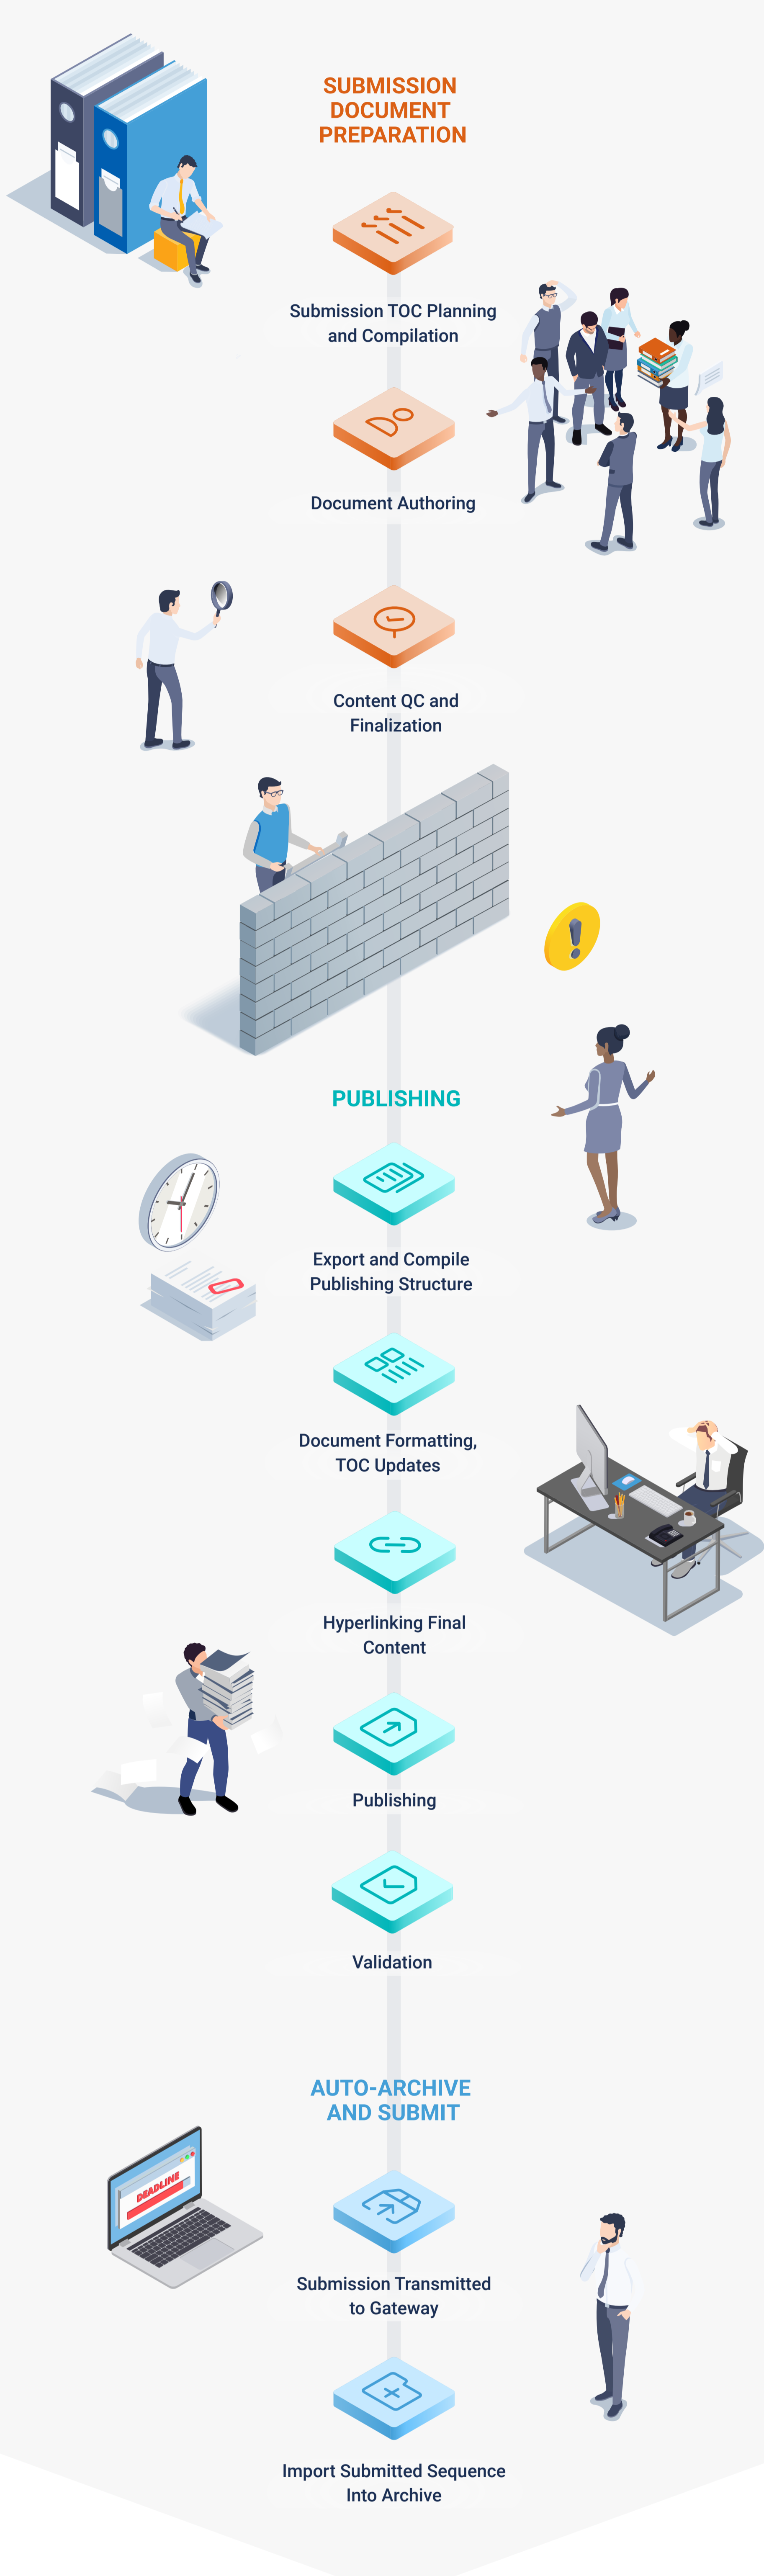 SUBMISSION
DOCUMENT
PREPARATION
Submission TOC Planning
and Compilation
Document Authoring
Content QC and
Finalization
PUBLISHING
Export and Compile
Publishing Structure
Document Formatting,
TOC Updates
Hyperlinking Final
Content
Publishing
Validation
AUTO-ARCHIVE
AND SUBMIT
DEADLINE
Submission Transmitted
to Gateway
Import Submitted Sequence
Into Archive